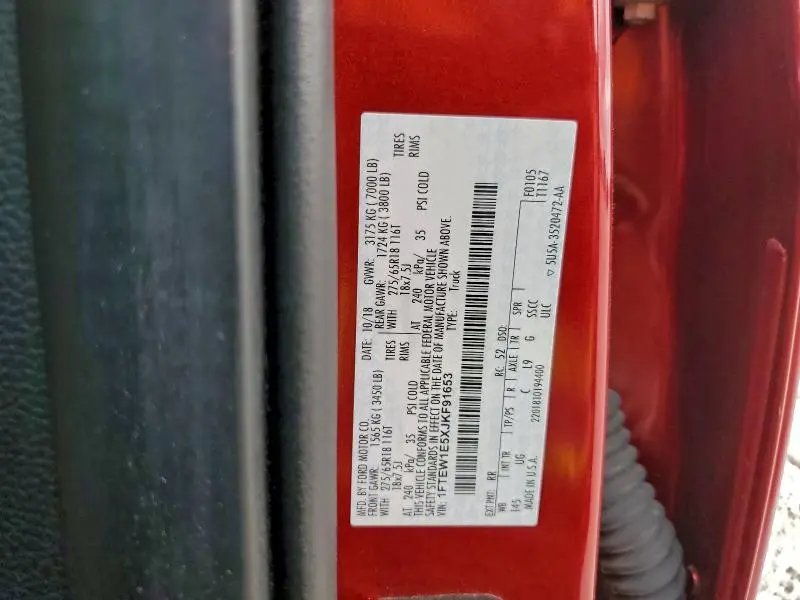 MFD. BY FORD MOTOR CO.
DATE: 10/18 GVWR: 3175 KG ( 7000 LB)
FRONT GAWR: 1565 KG ( 3450 LB) REAR GAWR: 1724 KG ( 3800 LB)
WITH 275/65R18 116T TIRES WITH 275/65R18 116T TIRES
18x7.5J RIMS 18x7.5J RIMS
AT 240 kPa/ 35 PSI COLD AT 240 kPa/ 35 PSI COLD
THIS VEHICLE CONFORMS TO ALL APPLICABLE FEDERAL MOTOR VEHICLE
SAFETY STANDARDS IN EFFECT ON THE DATE OF MANUFACTURE SHOWN ABOVE.
VIN: 1FTEW1E5XJKF91653 TYPE: Truck
EXT PNT: RR RC: 52 DSO: F0105
WB INT TR TP/PS R AXLE TR SPR T1167
145 UG C L9 G SSCC
MADE IN U.S.A. 2201810194400 ULC
▽ 5U5A-3520472-AA